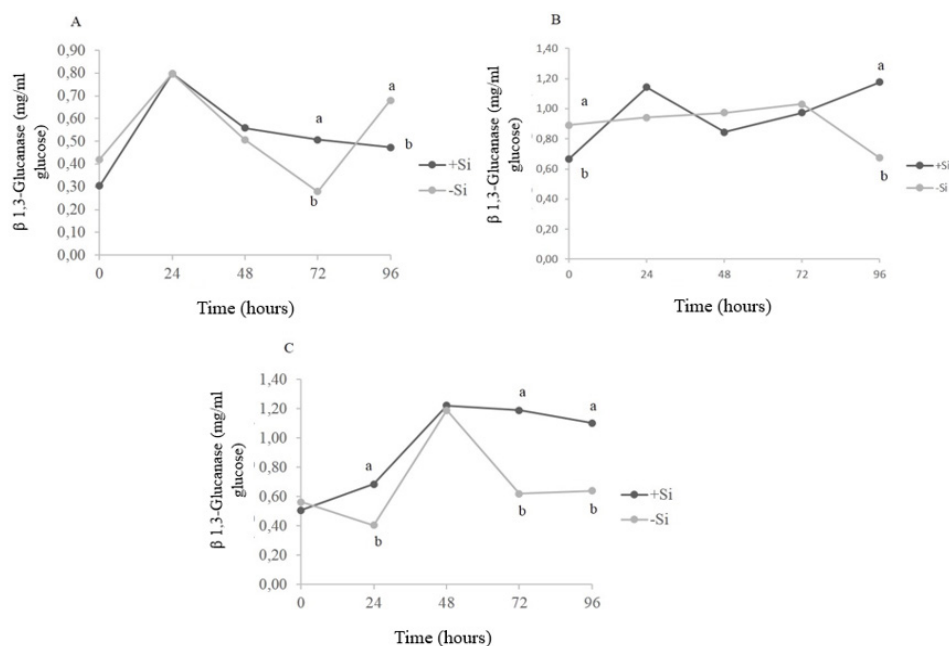 A
0,90
0,80
0,70
0,60
0,50
0,40
0,30
0,20
0,10
0,00
β 1,3-Glucanase (mg/ml
glucose)
a
a
b
b
+Si
-Si
0 24 48 72 96
Time (hours)
B
1,40
1,20
1,00
0,80
0,60
0,40
0,20
0,00
β 1,3-Glucanase (mg/ml
glucose)
a
a
b
b
+Si
-Si
0 24 48 72 96
Time (hours)
C
1,40
1,20
1,00
0,80
0,60
0,40
0,20
0,00
β 1,3-Glucanase (mg/ml
glucose)
a
a
a
b
b
b
+Si
-Si
0 24 48 72 96
Time (hours)